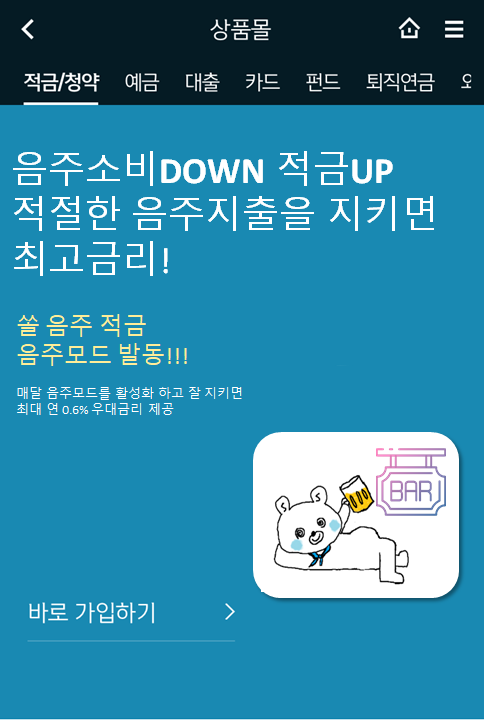 상품몰
적금/청약 예금 대출 카드 펀드 퇴직연금
음주소비DOWN 적금UP
적절한 음주지출을 지키면
최고금리!
쏠 음주 적금
음주모드 발동!!!
매달 음주모드를 활성화 하고 잘 지키면
최대 연 0.6% 우대금리 제공
BAR
바로 가입하기